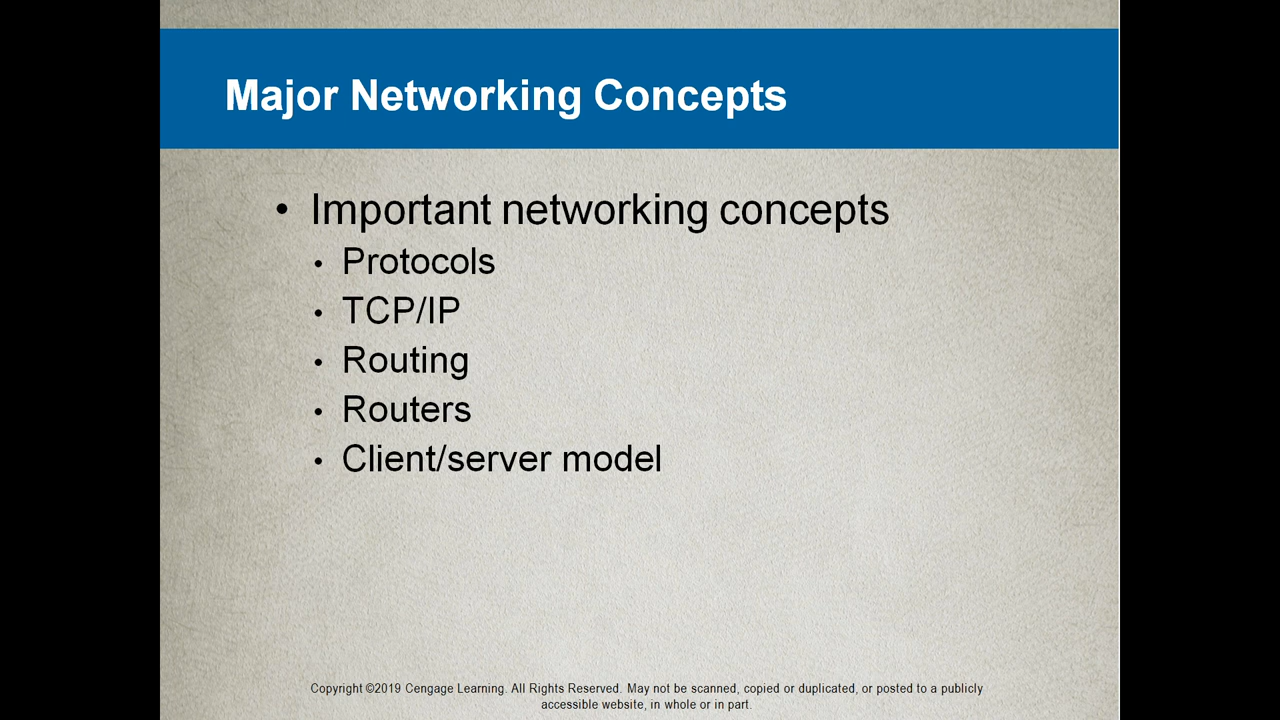 Major Networking Concepts
• Important networking concepts
• Protocols
• TCP/IP
• Routing
• Routers
• Client/server model
Copyright ©2019 Cengage Learning. All Rights Reserved. May not be scanned, copied or duplicated, or posted to a publicly
accessible website, in whole or in part.